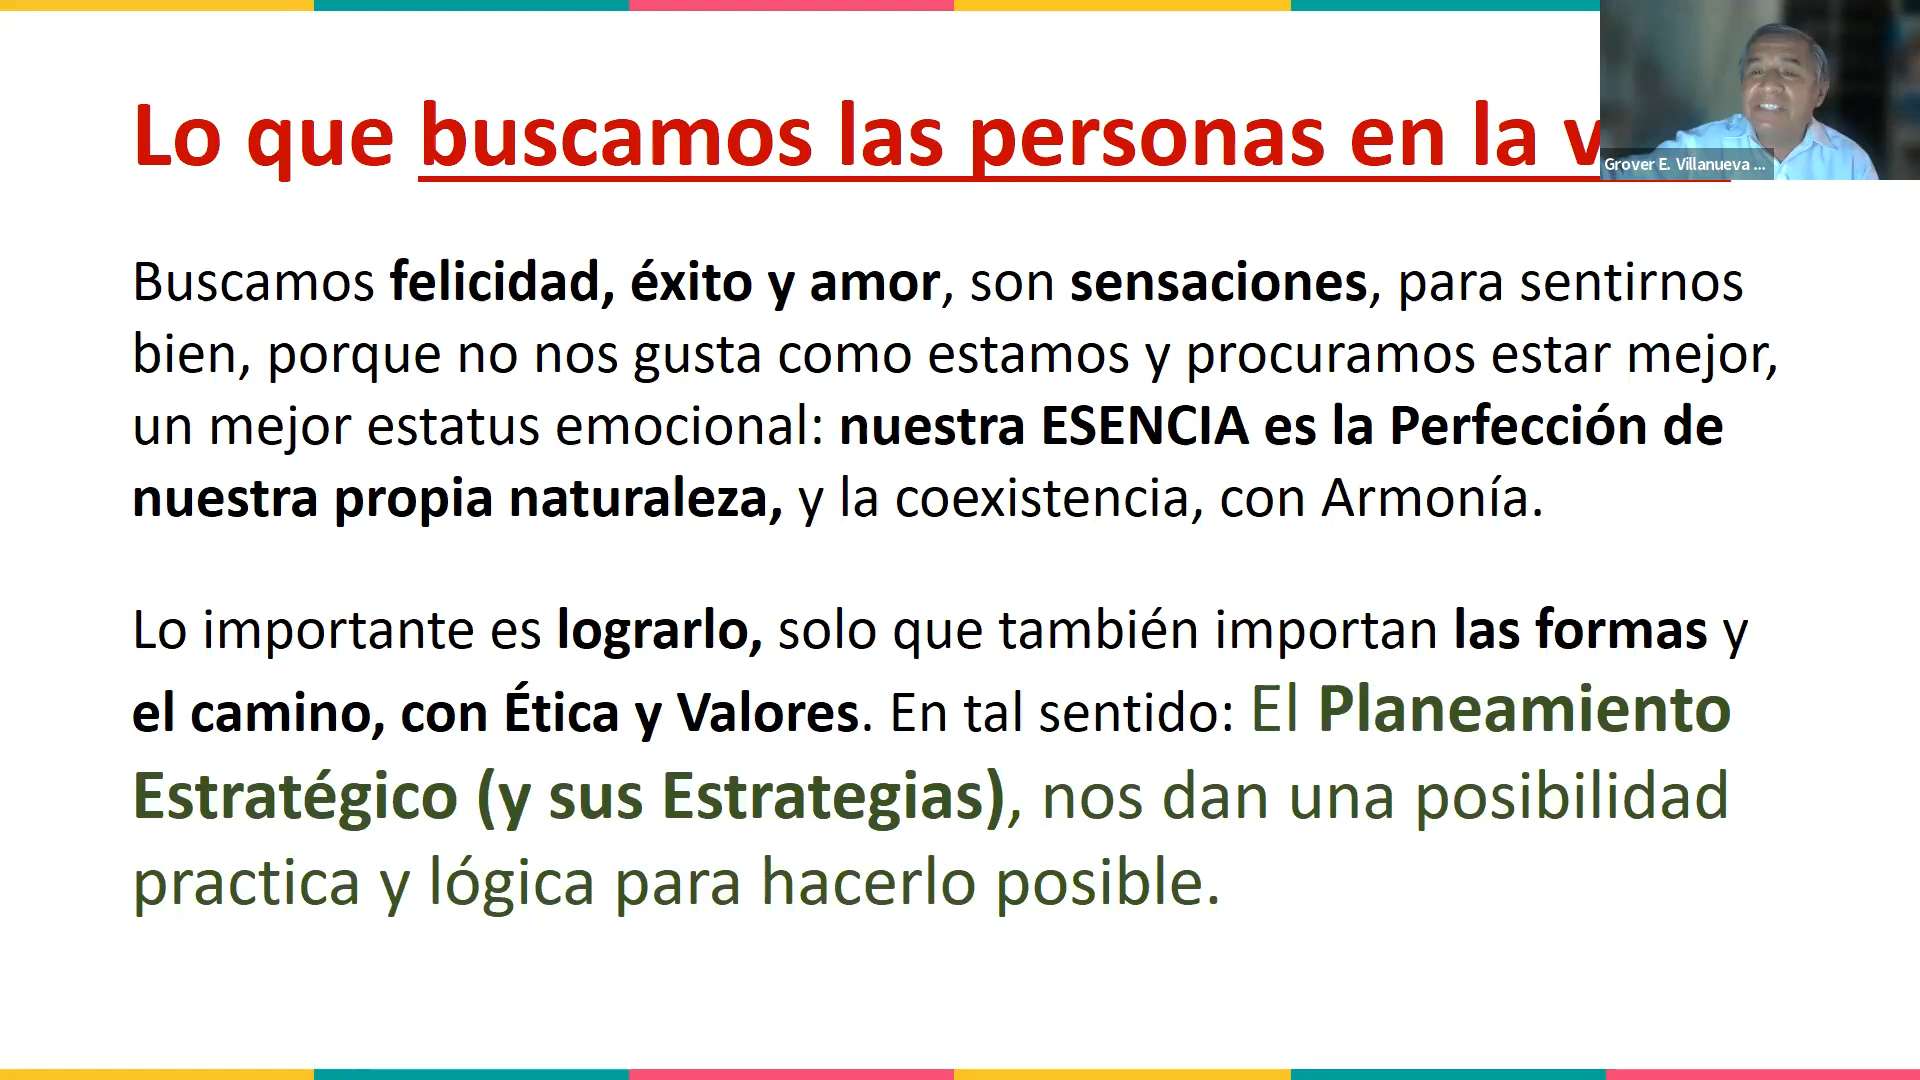 Lo que buscamos las personas en la
Grover E. Villanueva ...
Buscamos felicidad, éxito y amor, son sensaciones, para sentirnos
bien, porque no nos gusta como estamos y procuramos estar mejor,
un mejor estatus emocional: nuestra ESENCIA es la Perfección de
nuestra propia naturaleza, y la coexistencia, con Armonía.
Lo importante es lograrlo, solo que también importan las formas y
el camino, con Ética y Valores. En tal sentido: El Planeamiento
Estratégico (y sus Estrategias), nos dan una posibilidad
practica y lógica para hacerlo posible.